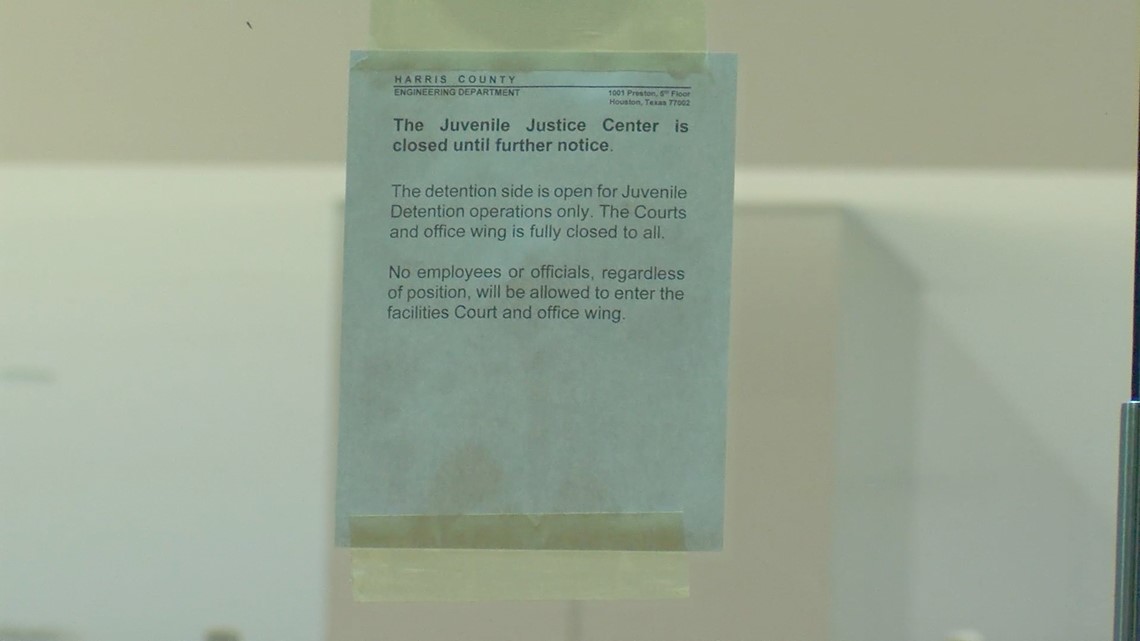 HARRIS COUNTY
ENGINEERING DEPARTMENT
1001 Preston, 5th Floor
Houston, Texas 77002
The Juvenile Justice Center is
closed until further notice.
The detention side is open for Juvenile
Detention operations only. The Courts
and office wing is fully closed to all.
No employees or officials, regardless
of position, will be allowed to enter the
facilities Court and office wing.